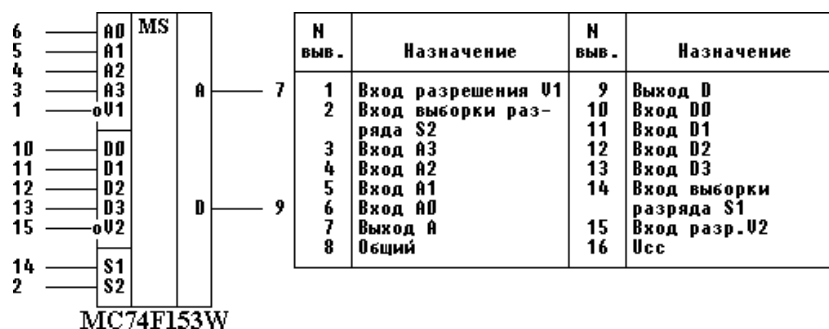 MS
6 A0
5 A1
4 A2
3 A3 A 7
1 V1
10 D0
11 D1
12 D2
13 D3 D 9
15 V2
14 S1
2 S2
MC74F153W
N выв. Назначение N выв. Назначение
1 Вход разрешения V1 9 Выход D
2 Вход выборки раз- 10 Вход D0
ряда S2 11 Вход D1
3 Вход A3 12 Вход D2
4 Вход A2 13 Вход D3
5 Вход A1 14 Вход выборки
6 Вход A0 разряда S1
7 Выход A 15 Вход разр.V2
8 Общий 16 Ucc